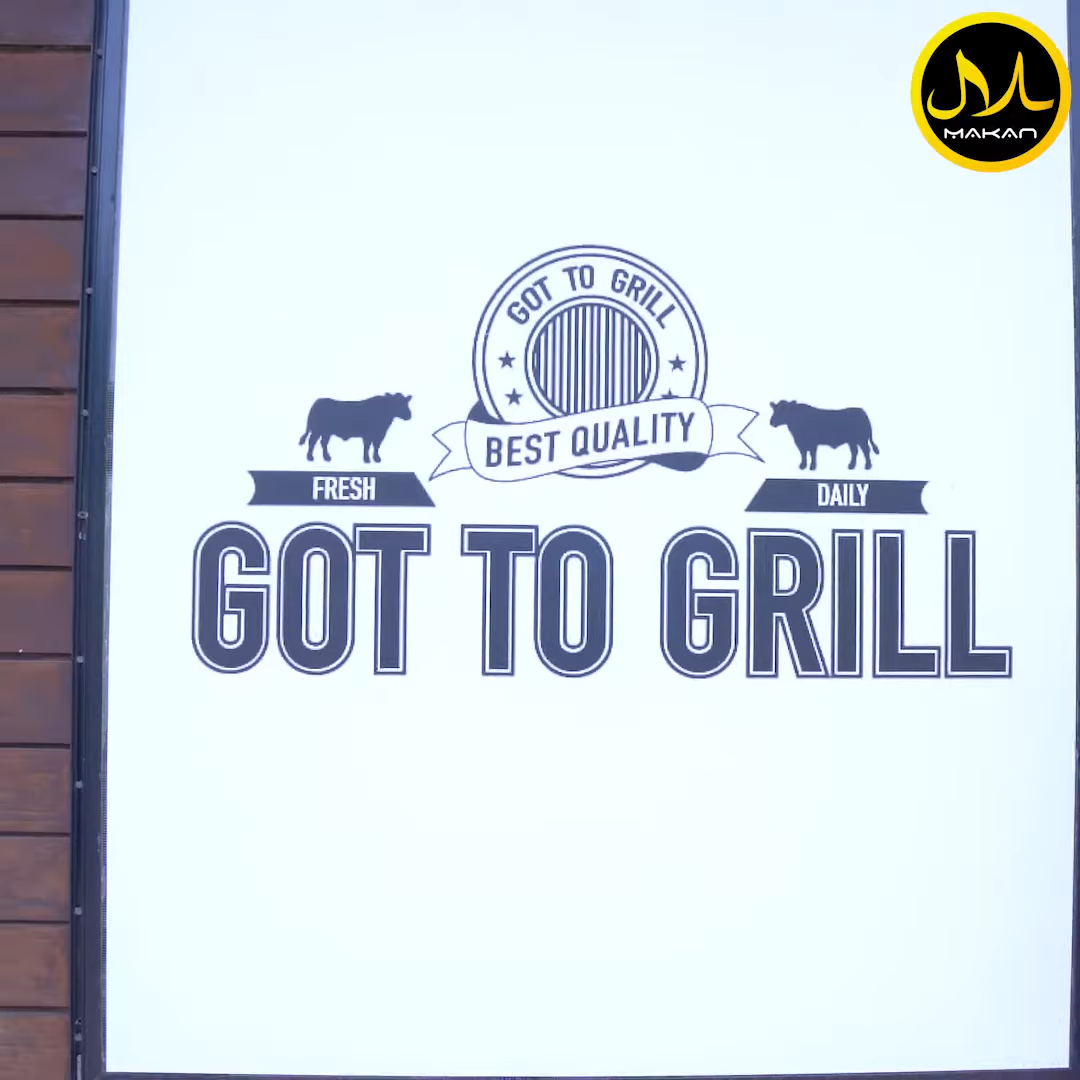 MAKAN
GOT TO GRILL
BEST QUALITY
FRESH
DAILY
GOT TO GRILL